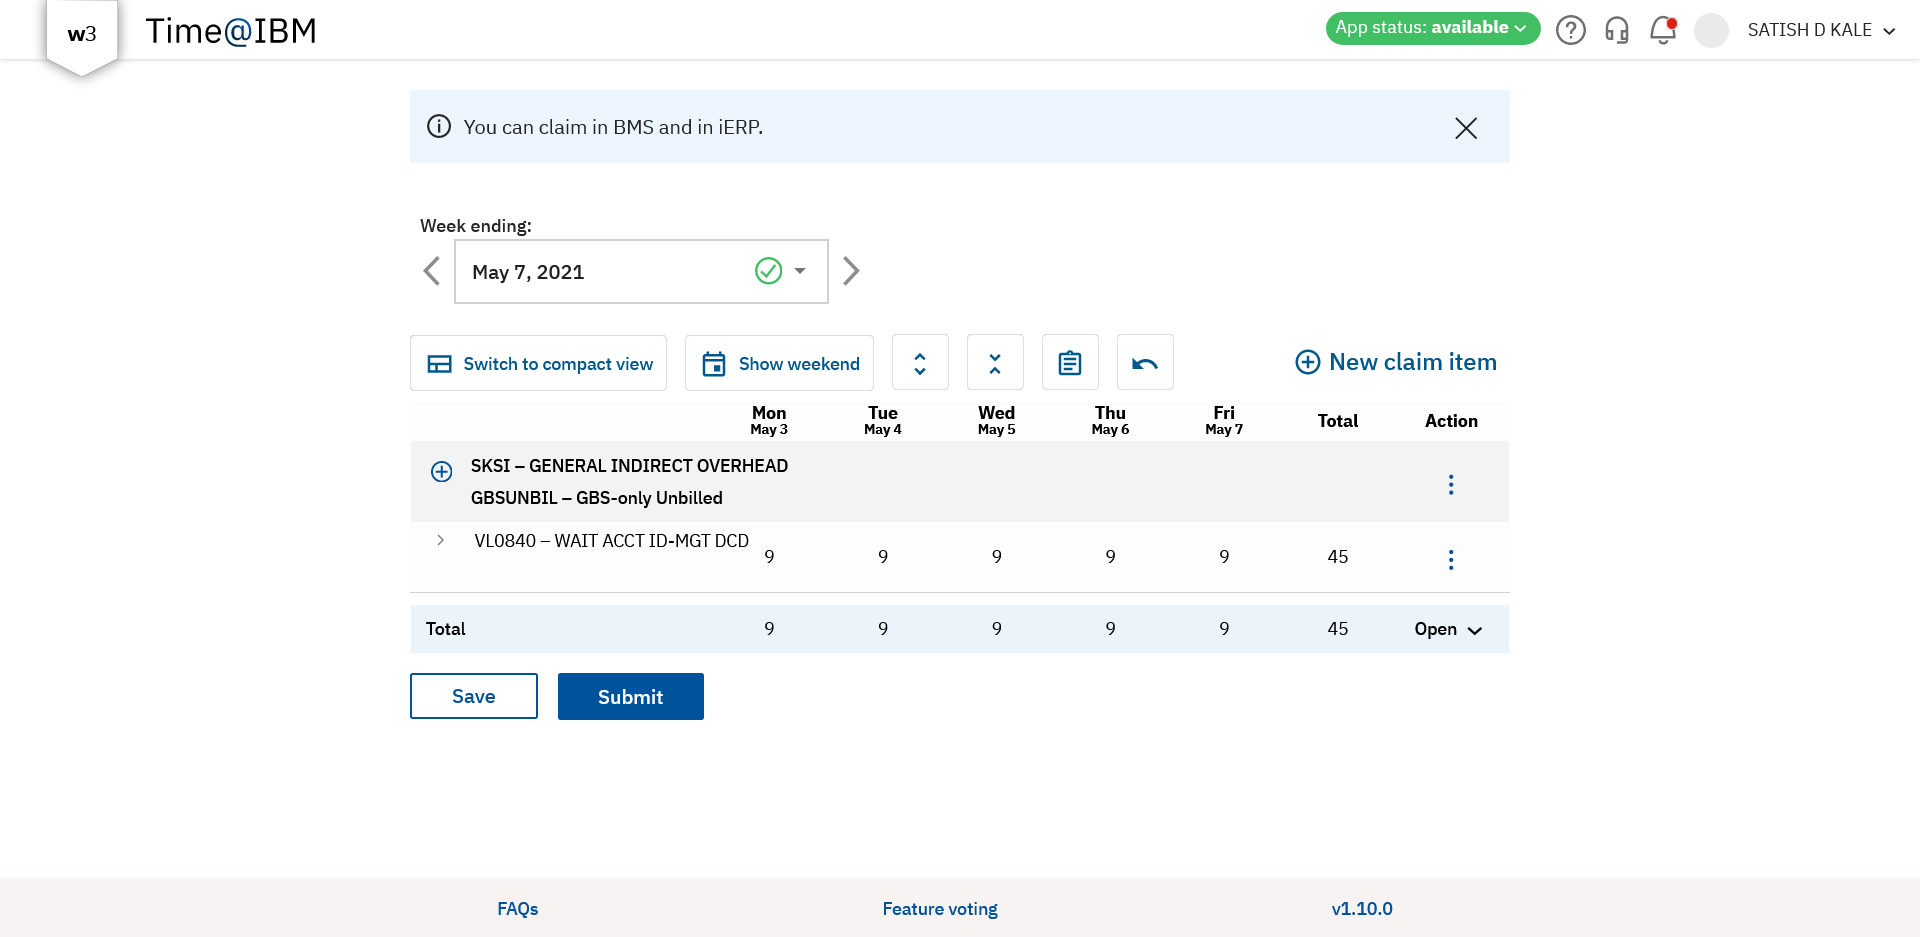 w3
Time@IBM
App status: available
SATISH D KALE
You can claim in BMS and in iERP.
Week ending:
May 7, 2021
Switch to compact view
Show weekend
New claim item
Mon Tue Wed Thu Fri Total Action
May 3 May 4 May 5 May 6 May 7
SKSI – GENERAL INDIRECT OVERHEAD
GBSUNBIL – GBS-only Unbilled
VL0840 – WAIT ACCT ID-MGT DCD
9 9 9 9 9 45
Total 9 9 9 9 9 45 Open
Save Submit
FAQs Feature voting v1.10.0